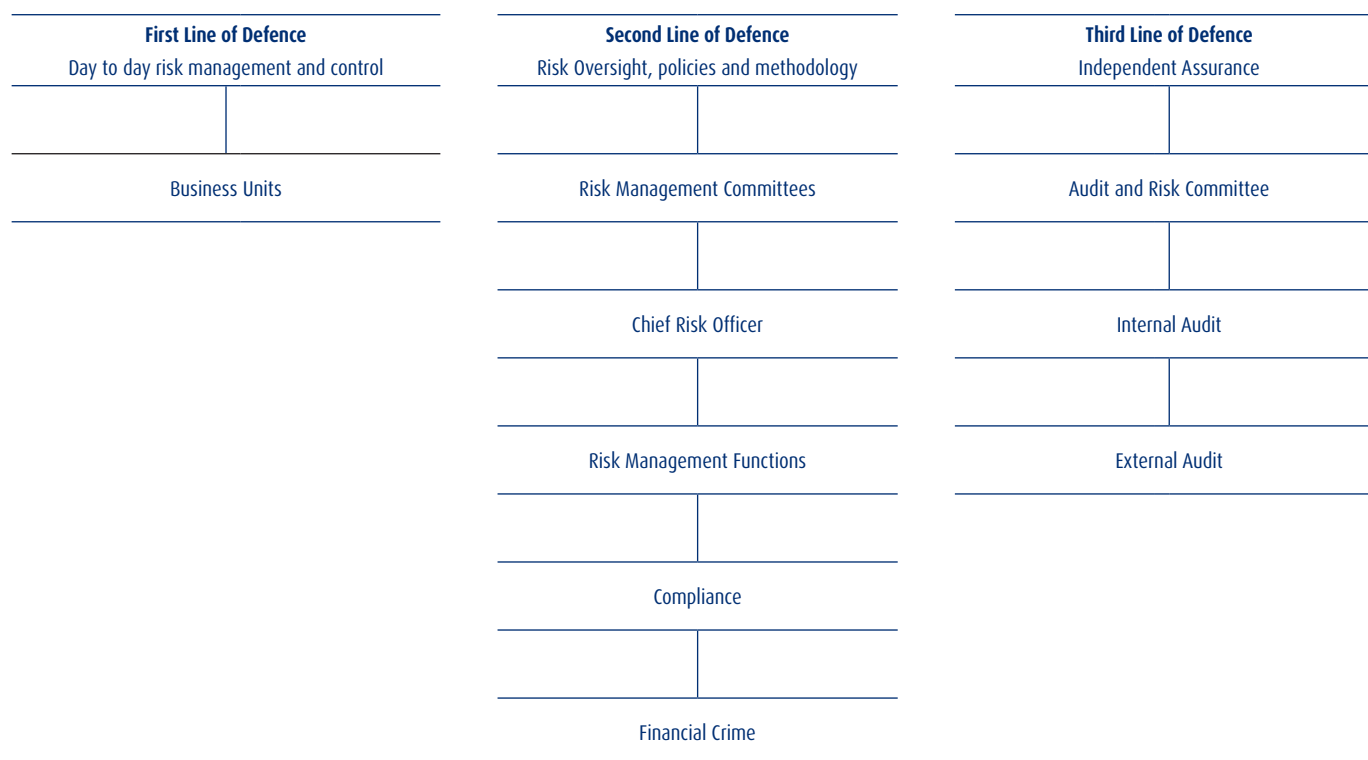 First Line of Defence
Day to day risk management and control
Business Units
Second Line of Defence
Risk Oversight, policies and methodology
Risk Management Committees
Chief Risk Officer
Risk Management Functions
Compliance
Financial Crime
Third Line of Defence
Independent Assurance
Audit and Risk Committee
Internal Audit
External Audit